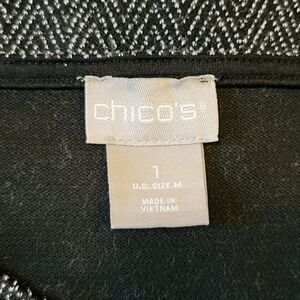 chico's®
1
U.S. SIZE M
MADE IN
VIETNAM